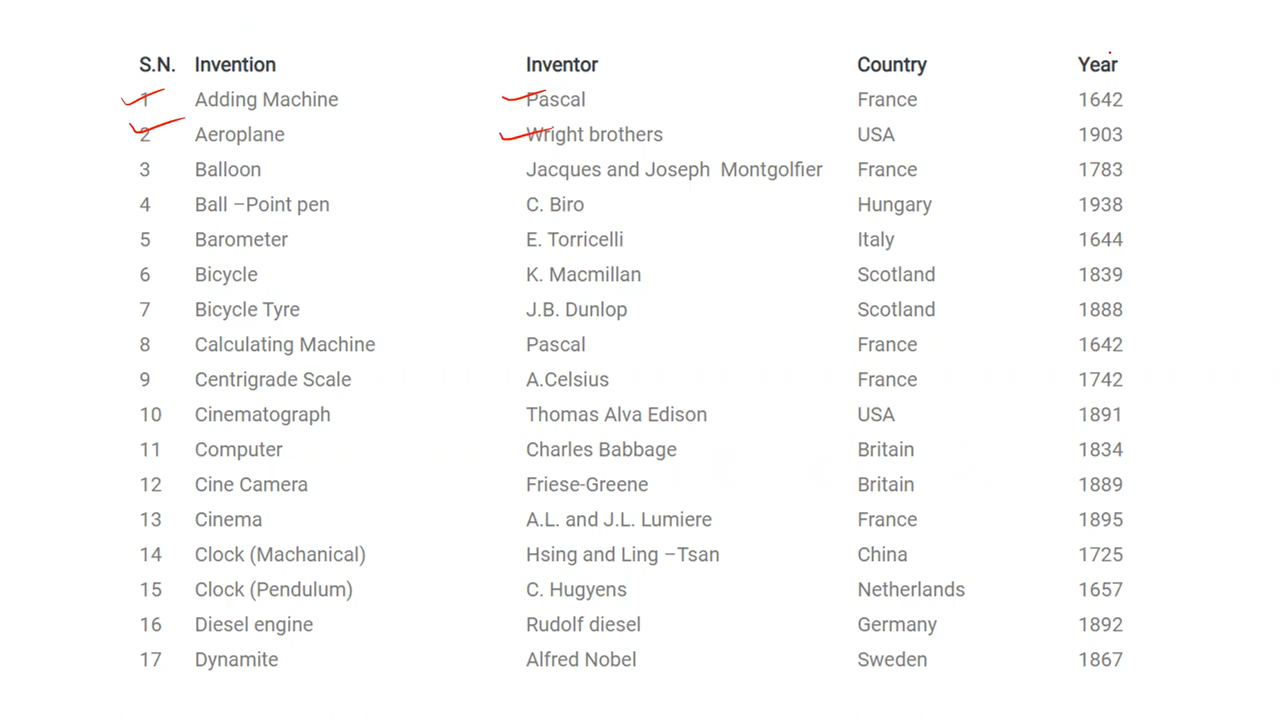 S.N. Invention Inventor Country Year
1 Adding Machine Pascal France 1642
2 Aeroplane Wright brothers USA 1903
3 Balloon Jacques and Joseph Montgolfier France 1783
4 Ball –Point pen C. Biro Hungary 1938
5 Barometer E. Torricelli Italy 1644
6 Bicycle K. Macmillan Scotland 1839
7 Bicycle Tyre J.B. Dunlop Scotland 1888
8 Calculating Machine Pascal France 1642
9 Centrigrade Scale A.Celsius France 1742
10 Cinematograph Thomas Alva Edison USA 1891
11 Computer Charles Babbage Britain 1834
12 Cine Camera Friese-Greene Britain 1889
13 Cinema A.L. and J.L. Lumiere France 1895
14 Clock (Machanical) Hsing and Ling –Tsan China 1725
15 Clock (Pendulum) C. Hugyens Netherlands 1657
16 Diesel engine Rudolf diesel Germany 1892
17 Dynamite Alfred Nobel Sweden 1867